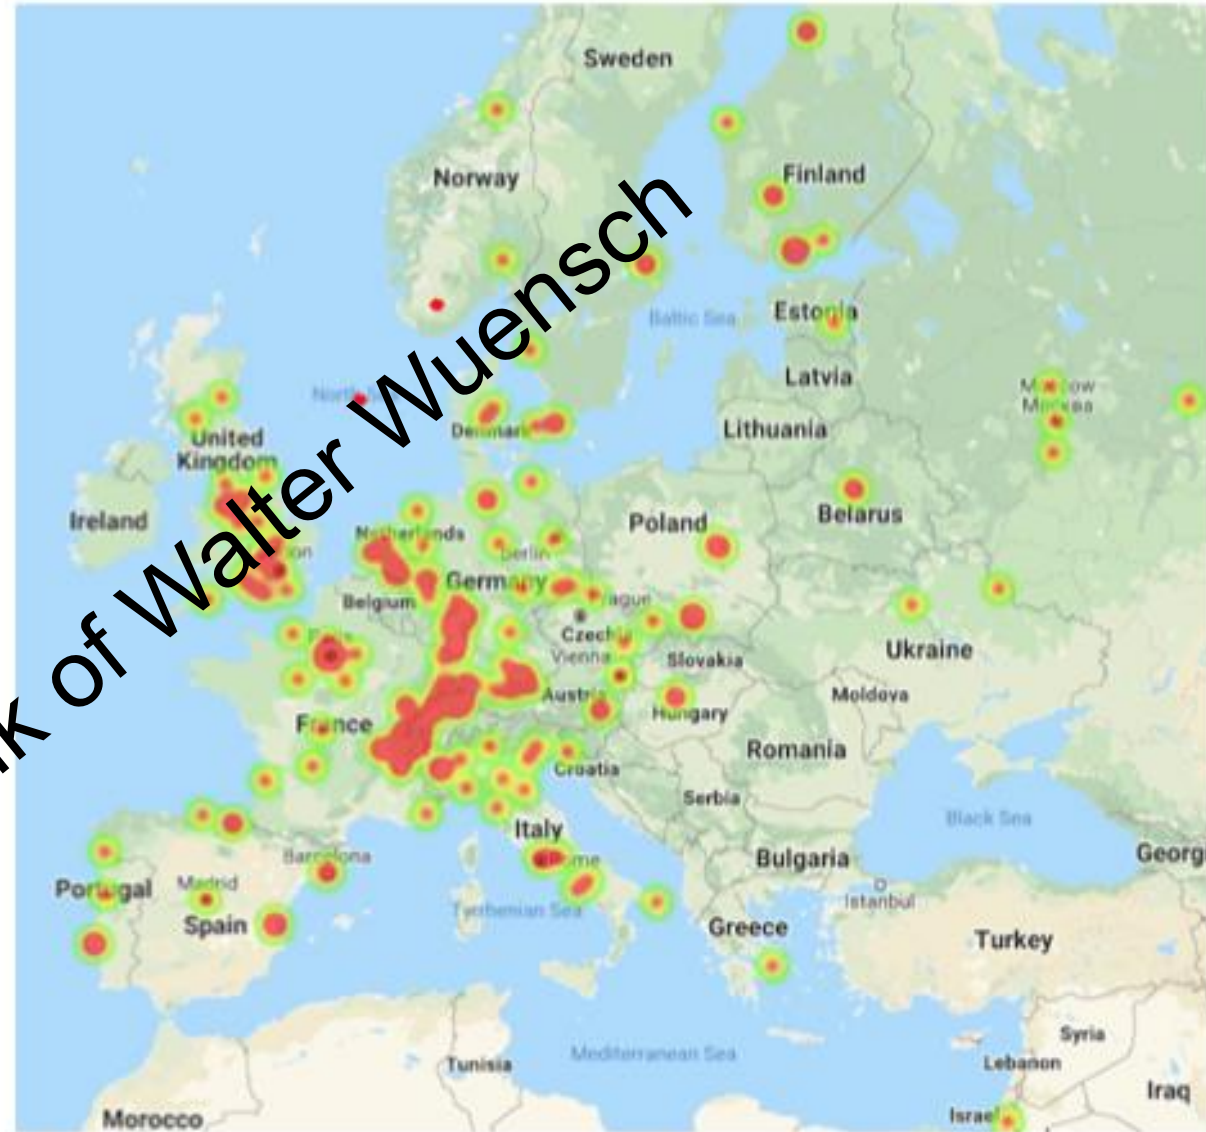 Sweden
Norway
Finland
Baltic Sea
Estonia
Latvia
Lithuania
Denmark
United
Kingdom
Ireland
Netherlands
Berlin
Poland
Belarus
Germany
Belgium
Czechia
Vienna
Slovakia
Ukraine
Austria
Hungary
Moldova
France
Romania
Croatia
Serbia
Black Sea
Italy
Bulgaria
Georg
Barcelona
Rome
Portugal
Madrid
Spain
Istanbul
Tyrrhenian Sea
Greece
Turkey
Syria
Mediterranean Sea
Lebanon
Tunisia
Iraq
Israel
Morocco
k of Walter Wuensch